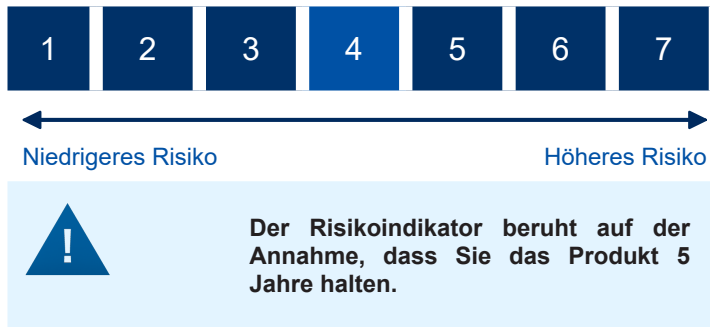 1 2 3 4 5 6 7
Niedrigeres Risiko Höheres Risiko
!
Der Risikoindikator beruht auf der
Annahme, dass Sie das Produkt 5
Jahre halten.